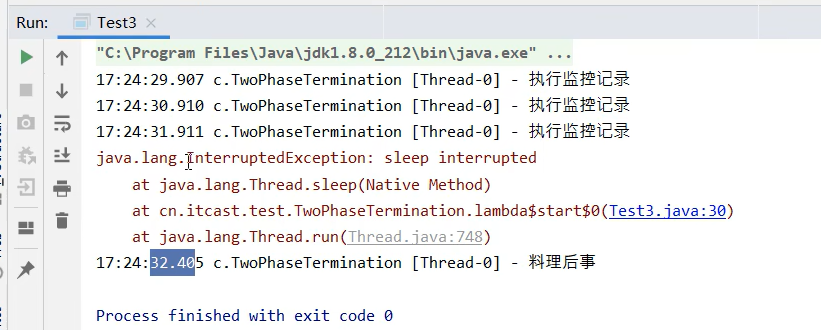 Run: Test3
"C:\Program Files\Java\jdk1.8.0_212\bin\java.exe" ...
17:24:29.907 c.TwoPhaseTermination [Thread-0] - 执行监控记录
17:24:30.910 c.TwoPhaseTermination [Thread-0] - 执行监控记录
17:24:31.911 c.TwoPhaseTermination [Thread-0] - 执行监控记录
java.lang.InterruptedException: sleep interrupted
at java.lang.Thread.sleep(Native Method)
at cn.itcast.test.TwoPhaseTermination.lambda$start$0(Test3.java:30)
at java.lang.Thread.run(Thread.java:748)
17:24:32.405 c.TwoPhaseTermination [Thread-0] - 料理后事
Process finished with exit code 0